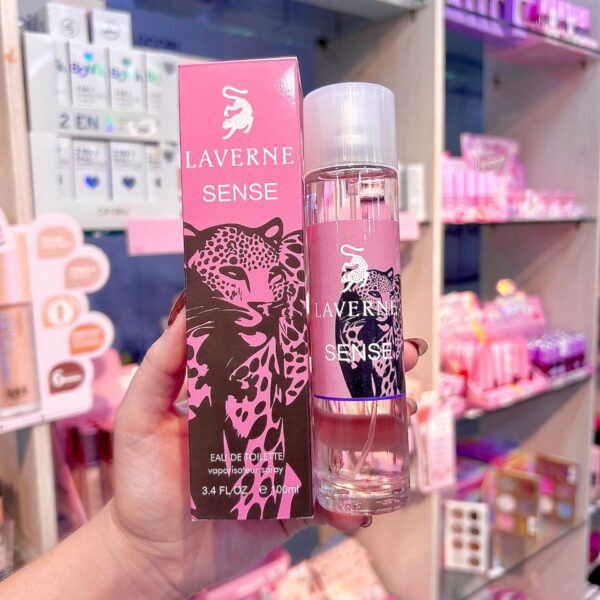 LAVERNE
SENSE
EAU DE TOILETTE
vaporisateur spray
3.4 FL/OZ ℮ 100ml
LAVERNE
SENSE
2 EN